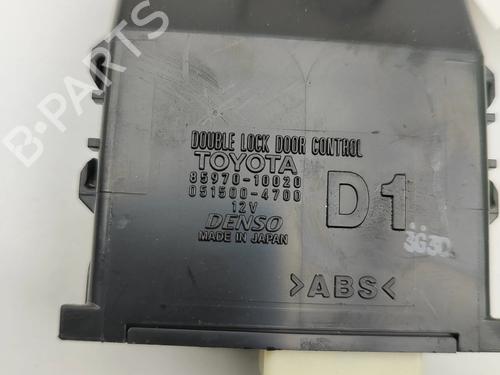 B-PARTS
DOUBLE LOCK DOOR CONTROL
TOYOTA
85970-10020
051500-4700
12V
DENSO
MADE IN JAPAN
D1
>ABS<